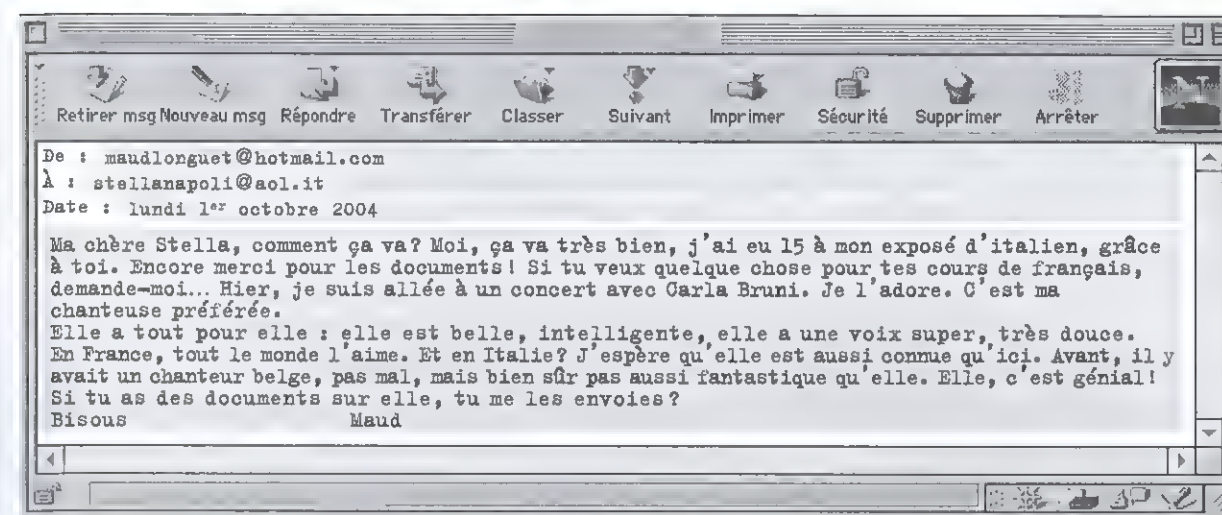 Retirer msg Nouveau msg Répondre Transférer Classer Suivant Imprimer Sécurité Supprimer Arrêter
De : maudlonguet@hotmail.com
À : stellanapoli@aol.it
Date : lundi 1er octobre 2004
Ma chère Stella, comment ça va? Moi, ça va très bien, j'ai eu 15 à mon exposé d'italien, grâce
à toi. Encore merci pour les documents! Si tu veux quelque chose pour tes cours de français,
demande-moi... Hier, je suis allée à un concert avec Carla Bruni. Je l'adore. C'est ma
chanteuse préférée.
Elle a tout pour elle : elle est belle, intelligente, elle a une voix super, très douce.
En France, tout le monde l'aime. Et en Italie? J'espère qu'elle est aussi connue qu'ici. Avant, il y
avait un chanteur belge, pas mal, mais bien sûr pas aussi fantastique qu'elle. Elle, c'est génial!
Si tu as des documents sur elle, tu me les envoies?
Bisous Maud